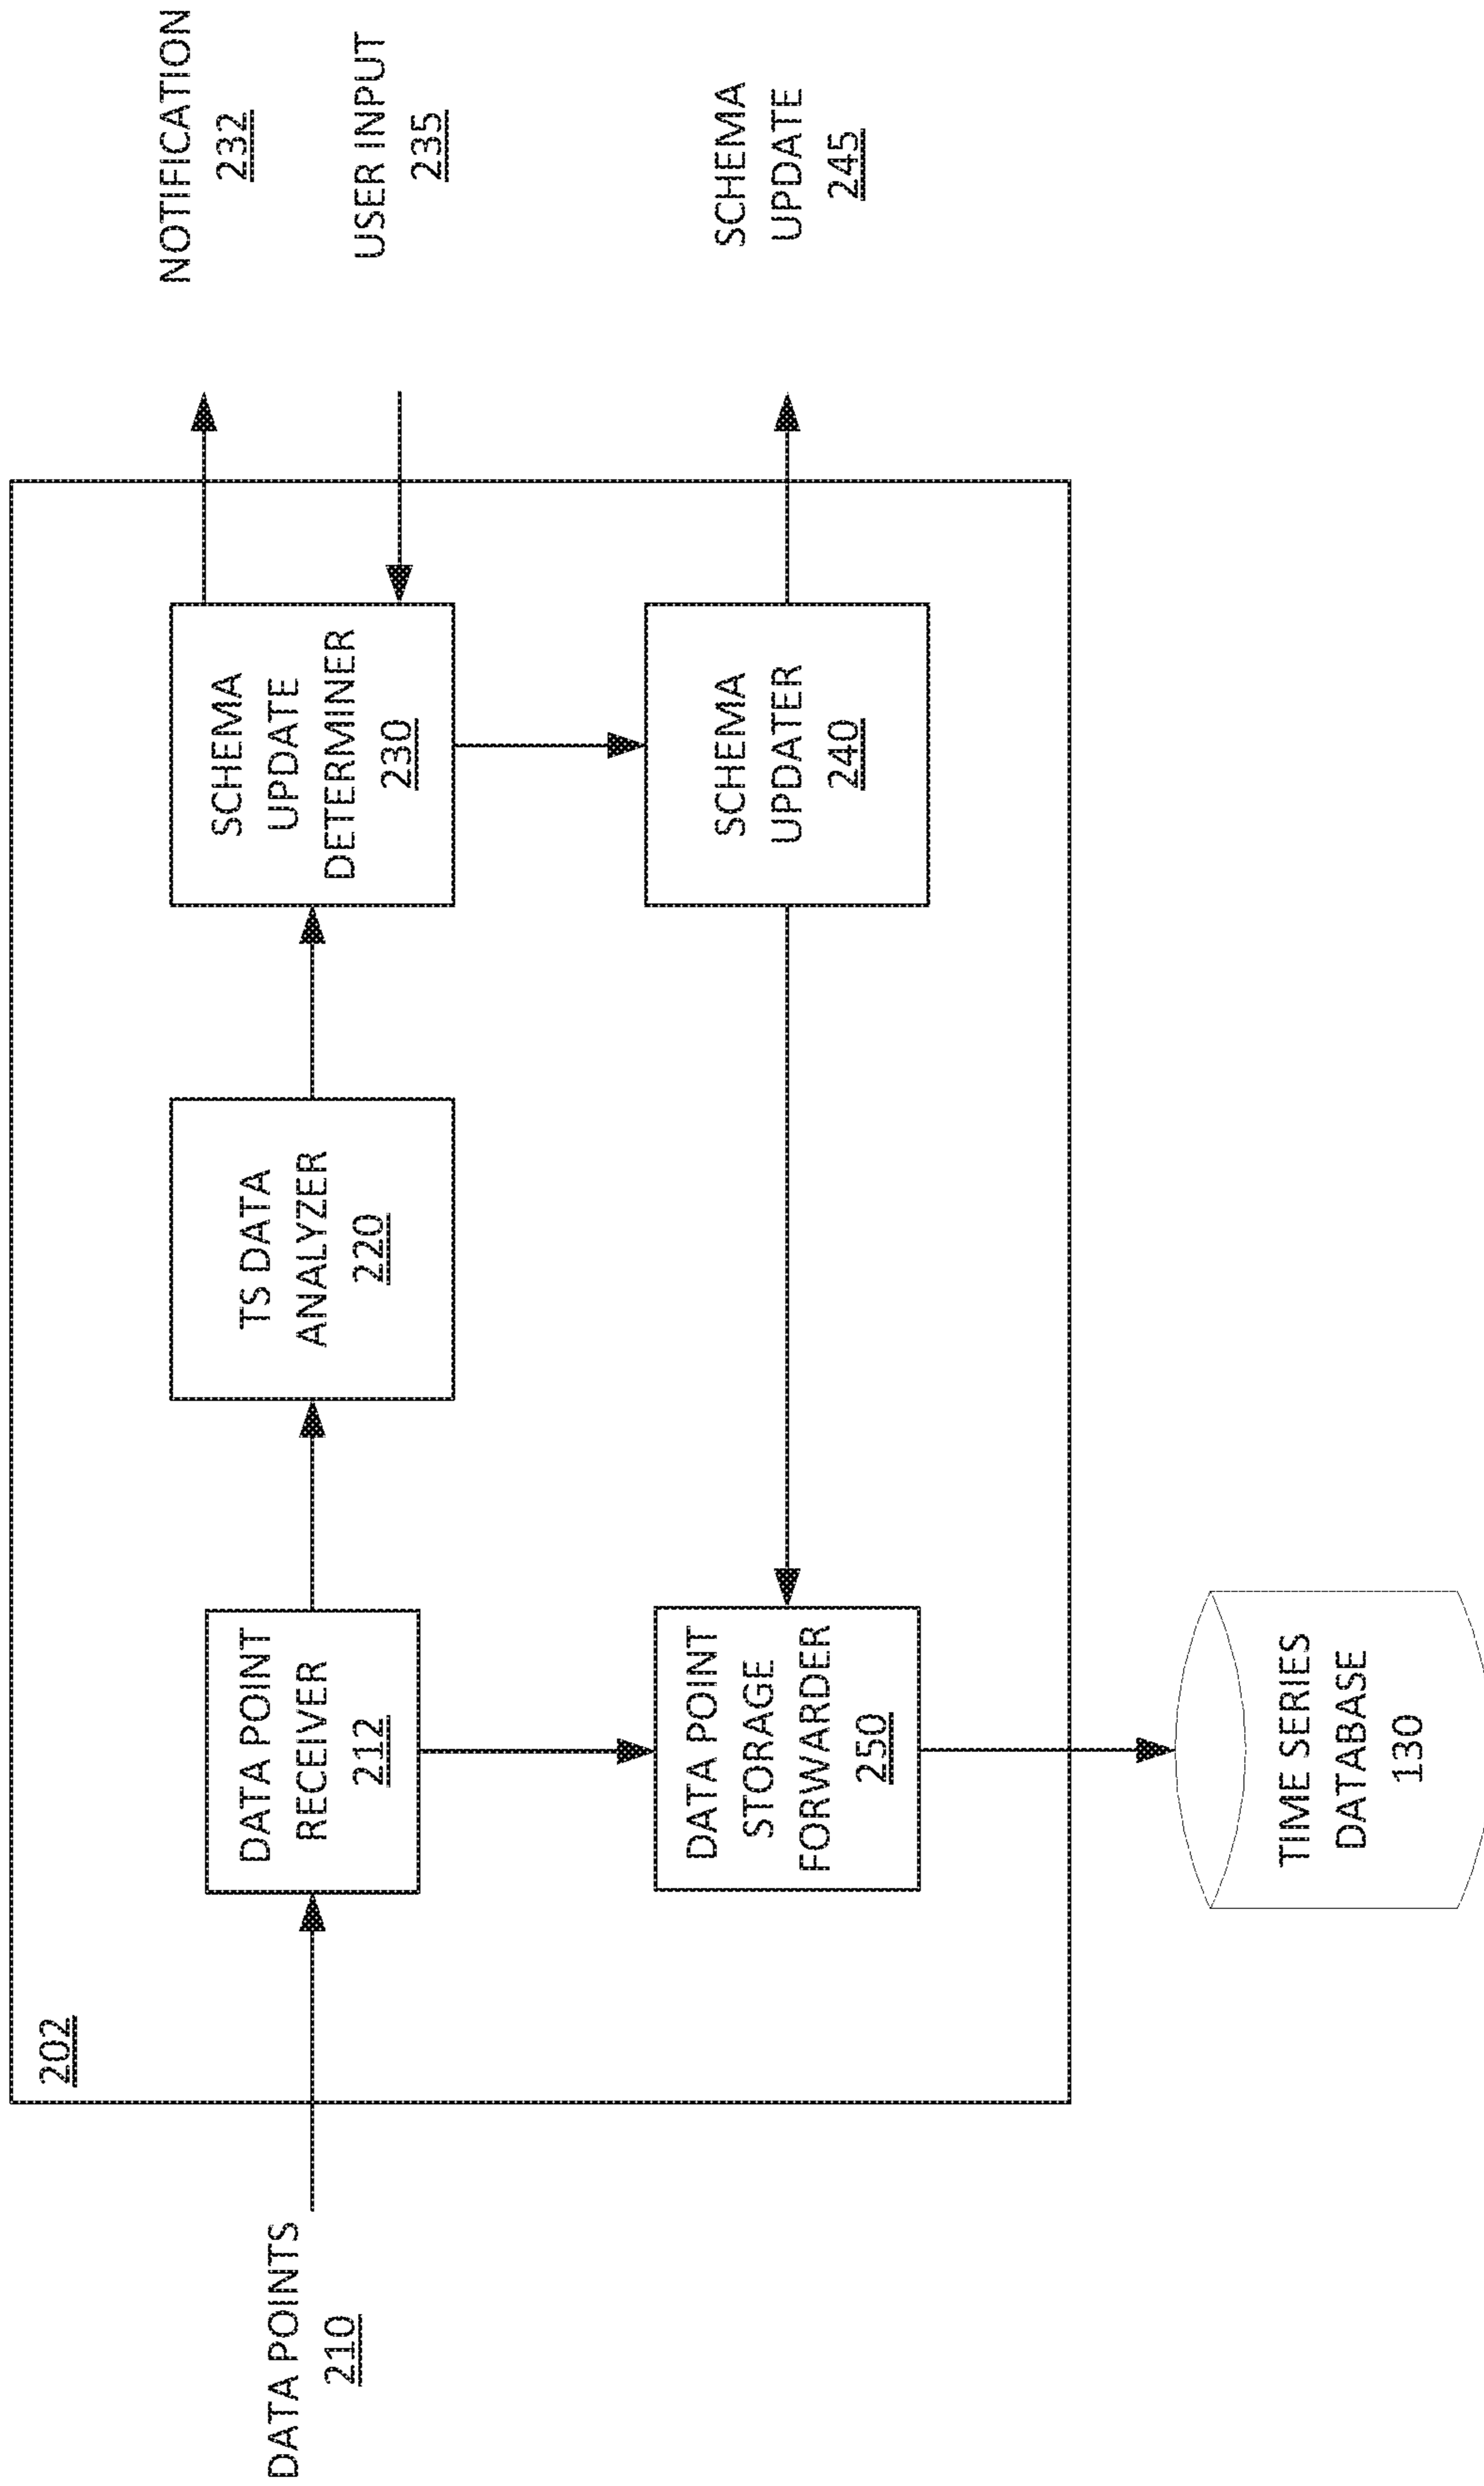 202
DATA POINTS
210
DATA POINT
RECEIVER
212
TS DATA
ANALYZER
220
SCHEMA
UPDATE
DETERMINER
230
NOTIFICATION
232
USER INPUT
235
DATA POINT
STORAGE
FORWARDER
250
SCHEMA
UPDATER
240
SCHEMA
UPDATE
245
TIME SERIES
DATABASE
130